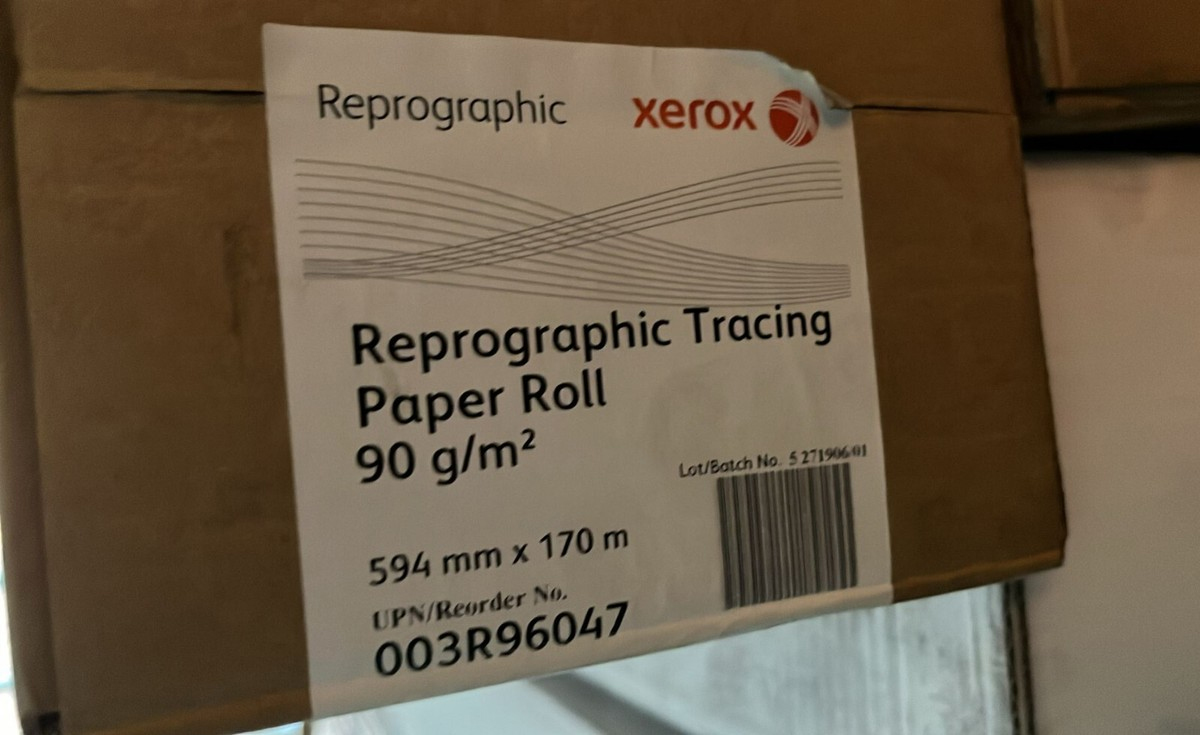 Reprographic
xerox
Reprographic Tracing
Paper Roll
90 g/m²
Lot/Batch No. 5 271906/01
594 mm x 170 m
UPN/Reorder No.
003R96047